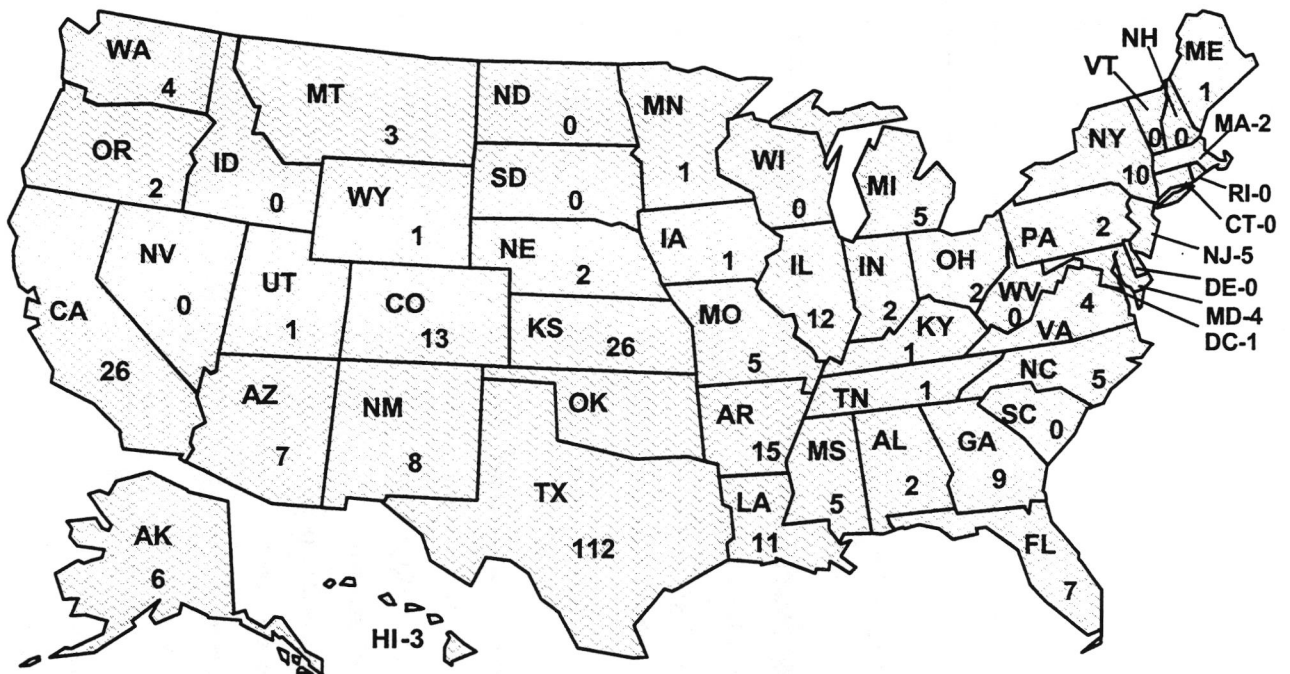 WA
4
MT
3
ND
0
MN
1
OR
2
ID
0
WY
1
SD
0
WI
0
MI
5
NY
10
VT
0
NH
0
ME
1
MA-2
RI-0
CT-0
NJ-5
DE-0
MD-4
DC-1
CA
26
NV
0
UT
1
CO
13
NE
2
IA
1
IL
12
IN
2
OH
2
PA
2
WV
0
VA
4
KS
26
MO
5
KY
1
NC
5
TN
1
SC
0
AZ
7
NM
8
OK
AR
15
MS
5
AL
2
GA
9
TX
112
LA
11
FL
7
AK
6
HI-3